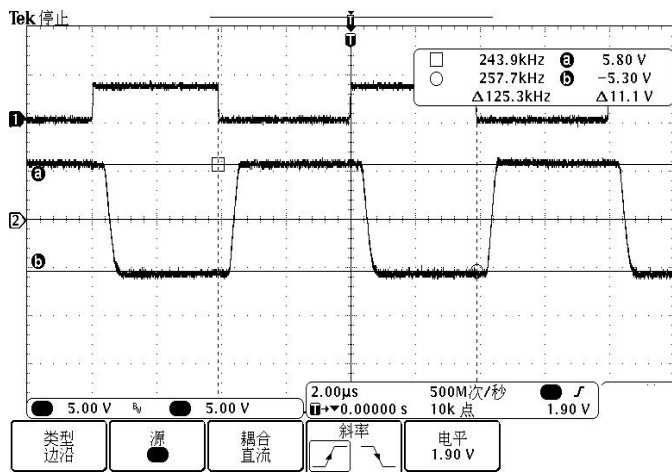 Tek 停止
T
T
243.9kHz a 5.80 V
257.7kHz b −5.30 V
Δ125.3kHz Δ11.1 V
1
a
2
b
5.00 V BW 5.00 V
2.00µs 500M次/秒
T→▼0.00000 s 10k 点 1.90 V
类型 边沿
源
耦合 直流
斜率
电平 1.90 V